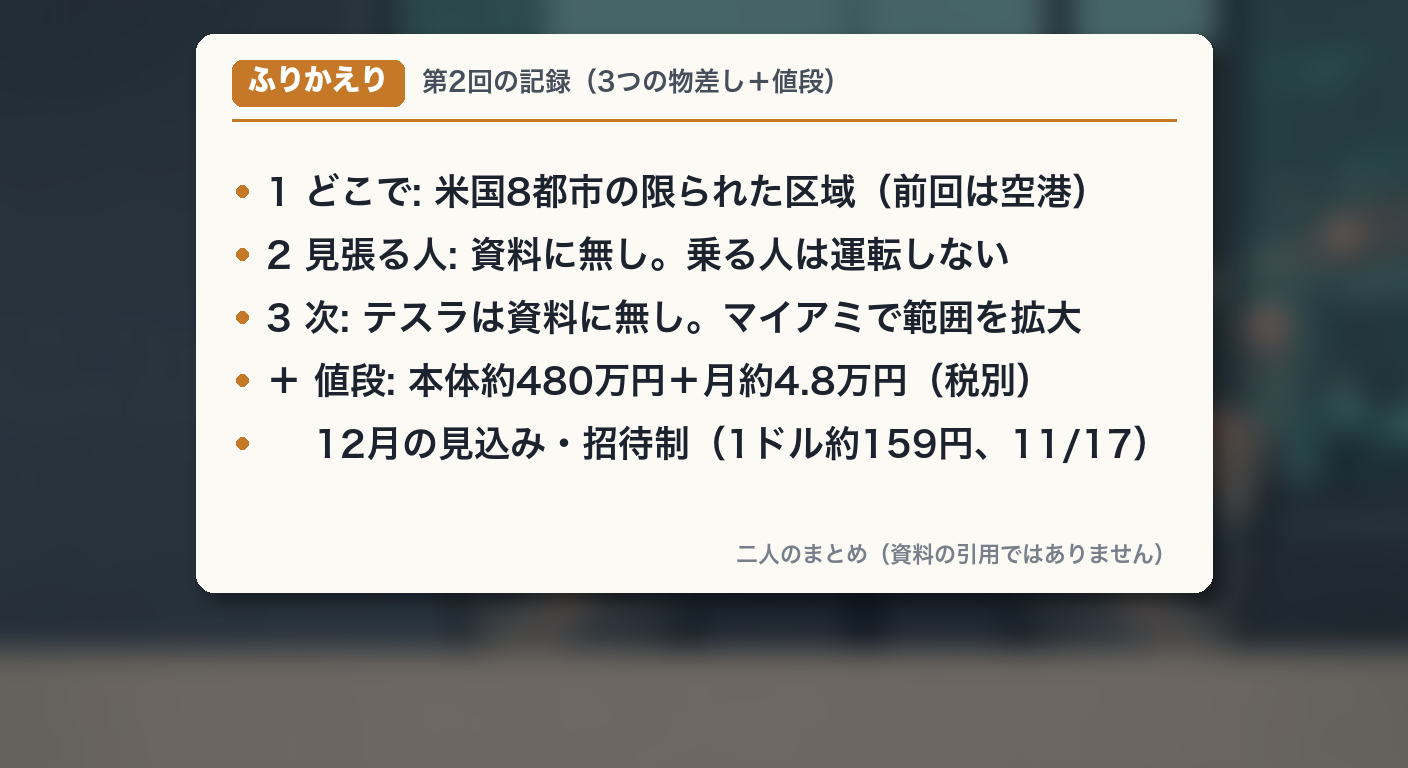 ふりかえり 第2回の記録（3つの物差し＋値段）
• 1 どこで: 米国8都市の限られた区域（前回は空港）
• 2 見張る人: 資料に無し。乗る人は運転しない
• 3 次: テスラは資料に無し。マイアミで範囲を拡大
• ＋ 値段: 本体約480万円＋月約4.8万円（税別）
• 12月の見込み・招待制（1ドル約159円、11/17）
二人のまとめ（資料の引用ではありません）